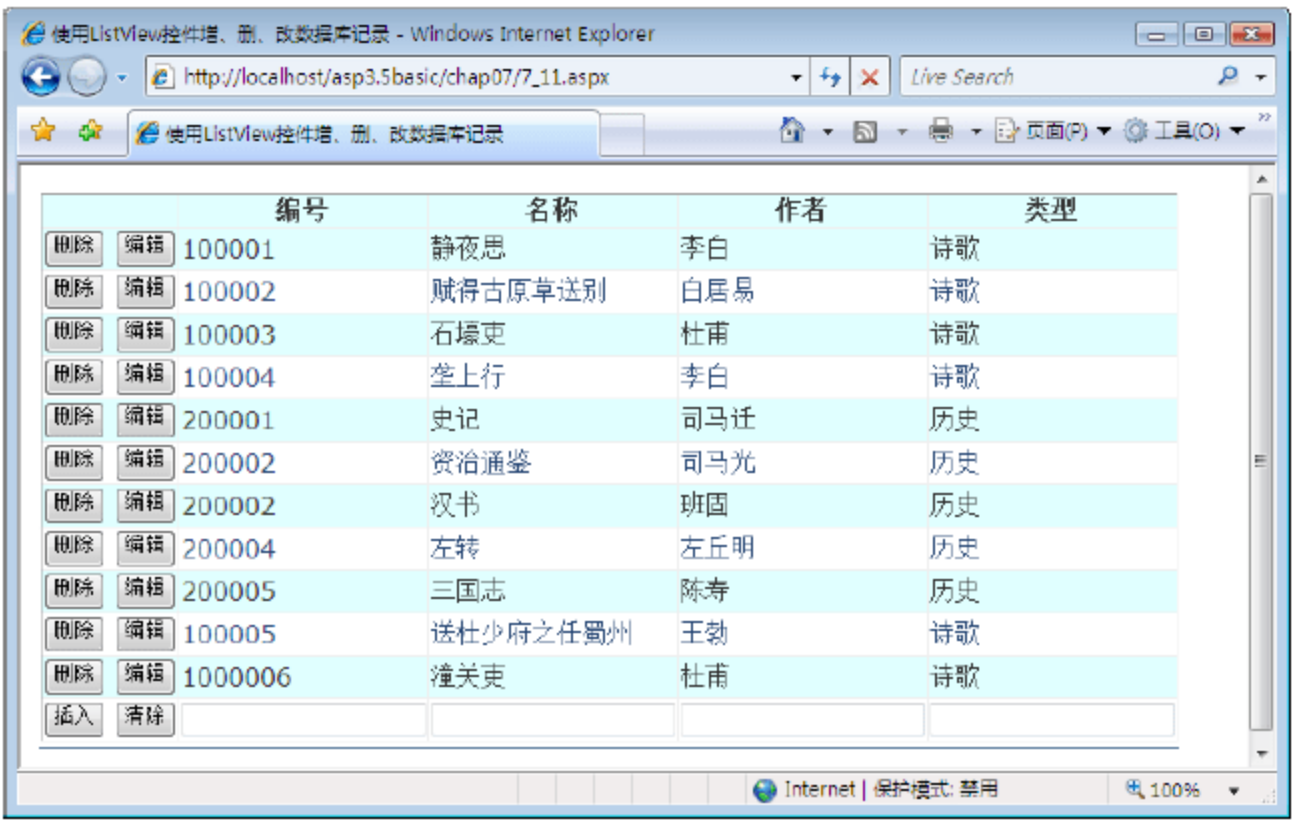 使用ListView控件增、删、改数据库记录 - Windows Internet Explorer
http://localhost/asp3.5basic/chap07/7_11.aspx Live Search
使用ListView控件增、删、改数据库记录 页面(P) 工具(O) »
编号 名称 作者 类型
删除 编辑 100001 静夜思 李白 诗歌
删除 编辑 100002 赋得古原草送别 白居易 诗歌
删除 编辑 100003 石壕吏 杜甫 诗歌
删除 编辑 100004 垄上行 李白 诗歌
删除 编辑 200001 史记 司马迁 历史
删除 编辑 200002 资治通鉴 司马光 历史
删除 编辑 200002 汉书 班固 历史
删除 编辑 200004 左转 左丘明 历史
删除 编辑 200005 三国志 陈寿 历史
删除 编辑 100005 送杜少府之任蜀州 王勃 诗歌
删除 编辑 1000006 潼关吏 杜甫 诗歌
插入 清除
Internet | 保护模式: 禁用 100%